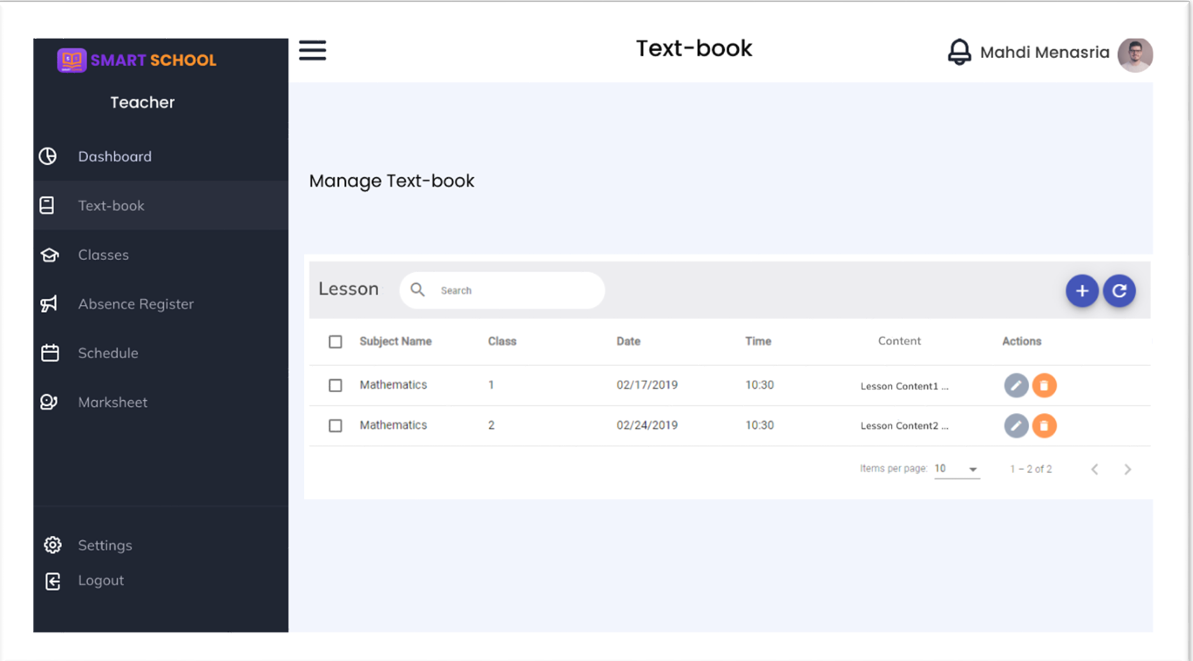 SMART SCHOOL
Teacher
Dashboard
Text-book
Classes
Absence Register
Schedule
Marksheet
Settings
Logout
Text-book
Mahdi Menasria
Manage Text-book
Lesson Search
Subject Name Class Date Time Content Actions
Mathematics 1 02/17/2019 10:30 Lesson Content1 ...
Mathematics 2 02/24/2019 10:30 Lesson Content2 ...
Items per page: 10 1 – 2 of 2